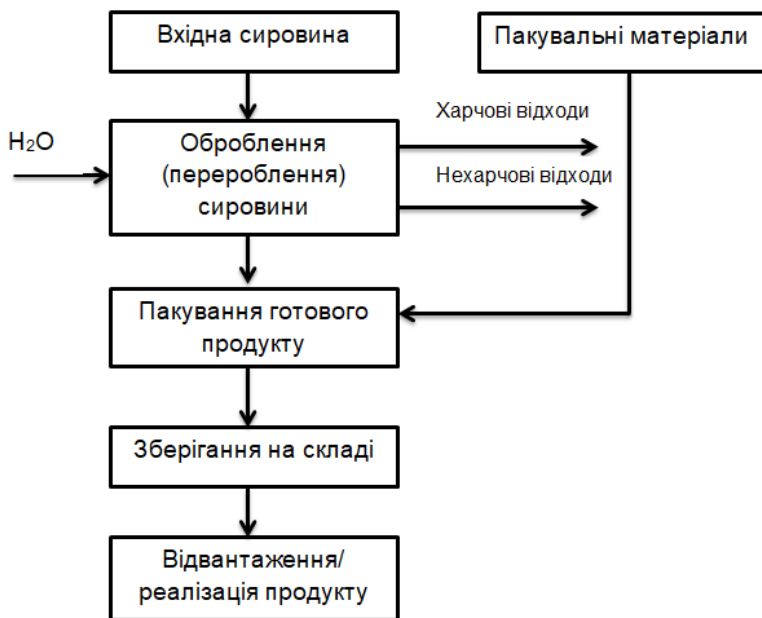 Вхідна сировина
Пакувальні матеріали
Харчові відходи
H₂O
Оброблення
(перероблення)
сировини
Нехарчові відходи
Пакування готового
продукту
Зберігання на складі
Відвантаження/
реалізація продукту